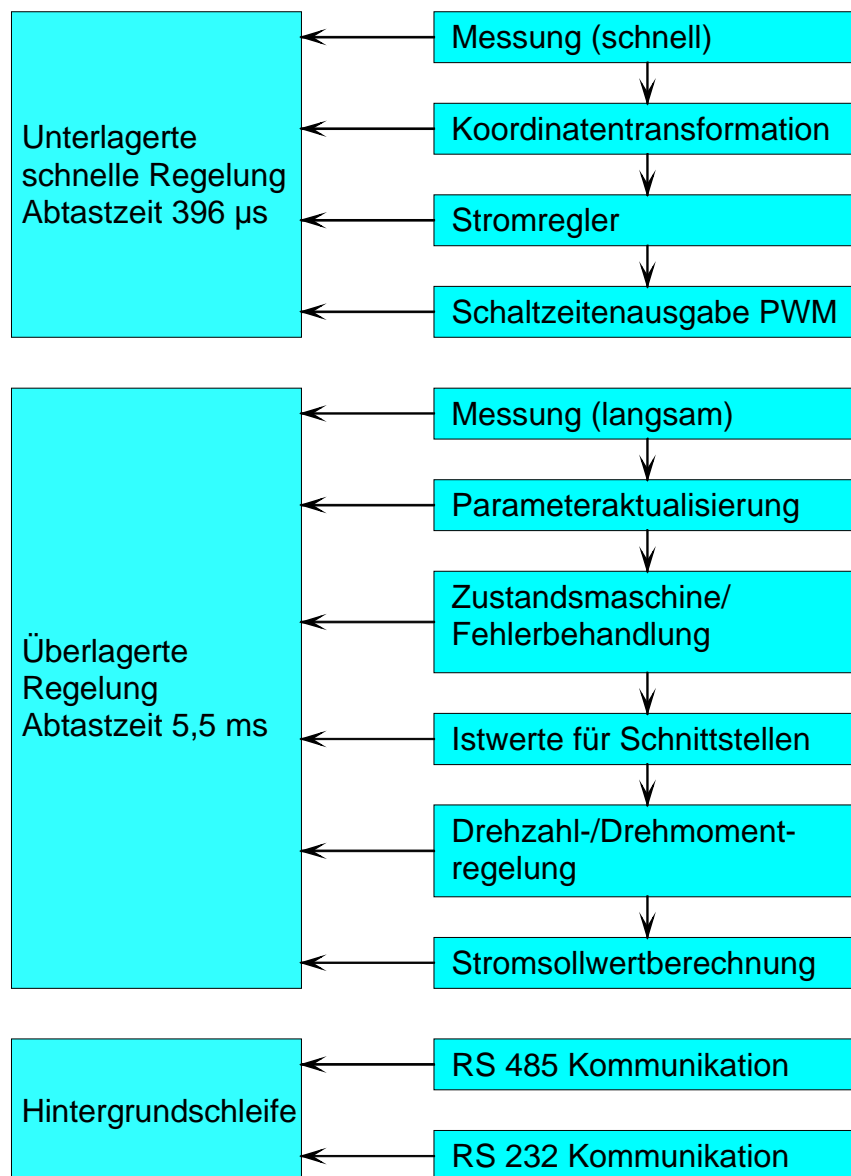 Unterlagerte
schnelle Regelung
Abtastzeit 396 µs
Messung (schnell)
Koordinatentransformation
Stromregler
Schaltzeitenausgabe PWM
Überlagerte
Regelung
Abtastzeit 5,5 ms
Messung (langsam)
Parameteraktualisierung
Zustandsmaschine/
Fehlerbehandlung
Istwerte für Schnittstellen
Drehzahl-/Drehmoment-
regelung
Stromsollwertberechnung
Hintergrundschleife
RS 485 Kommunikation
RS 232 Kommunikation